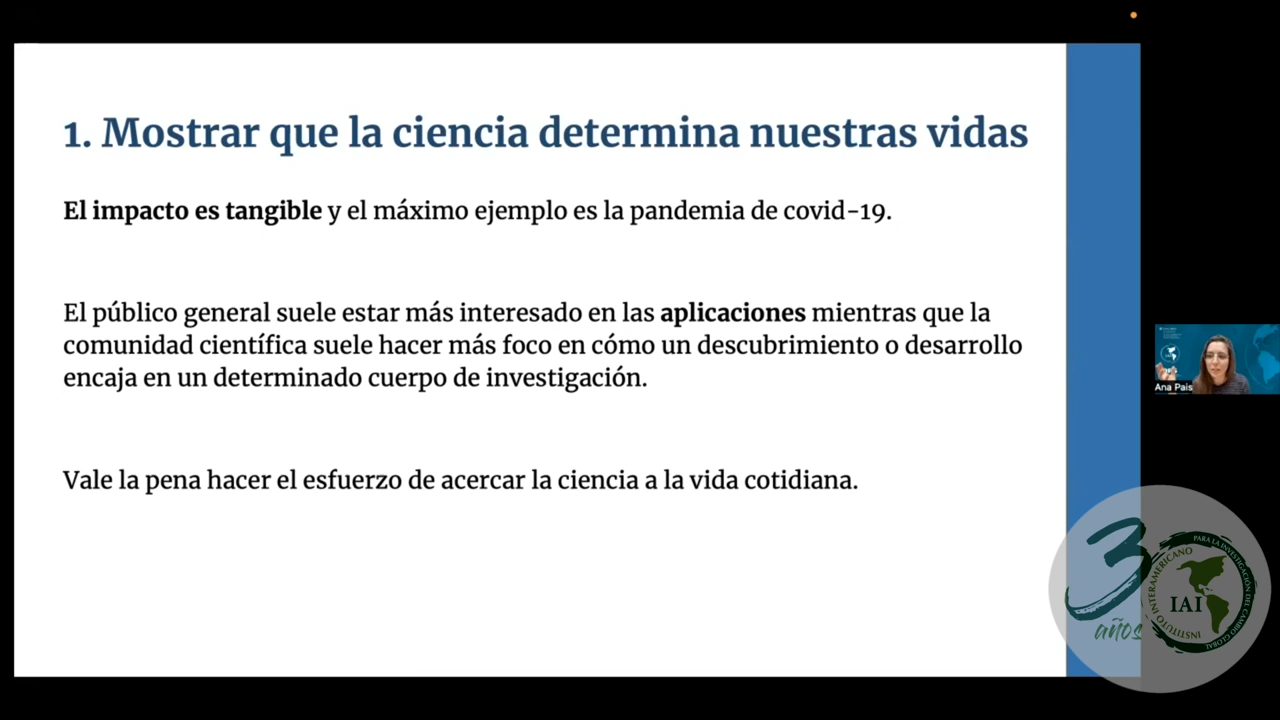 1. Mostrar que la ciencia determina nuestras vidas
El impacto es tangible y el máximo ejemplo es la pandemia de covid-19.
El público general suele estar más interesado en las aplicaciones mientras que la
comunidad científica suele hacer más foco en cómo un descubrimiento o desarrollo
encaja en un determinado cuerpo de investigación.
Vale la pena hacer el esfuerzo de acercar la ciencia a la vida cotidiana.
Ana Pais
30 años
INSTITUTO INTERAMERICANO
PARA LA INVESTIGACIÓN DEL CAMBIO GLOBAL
IAI